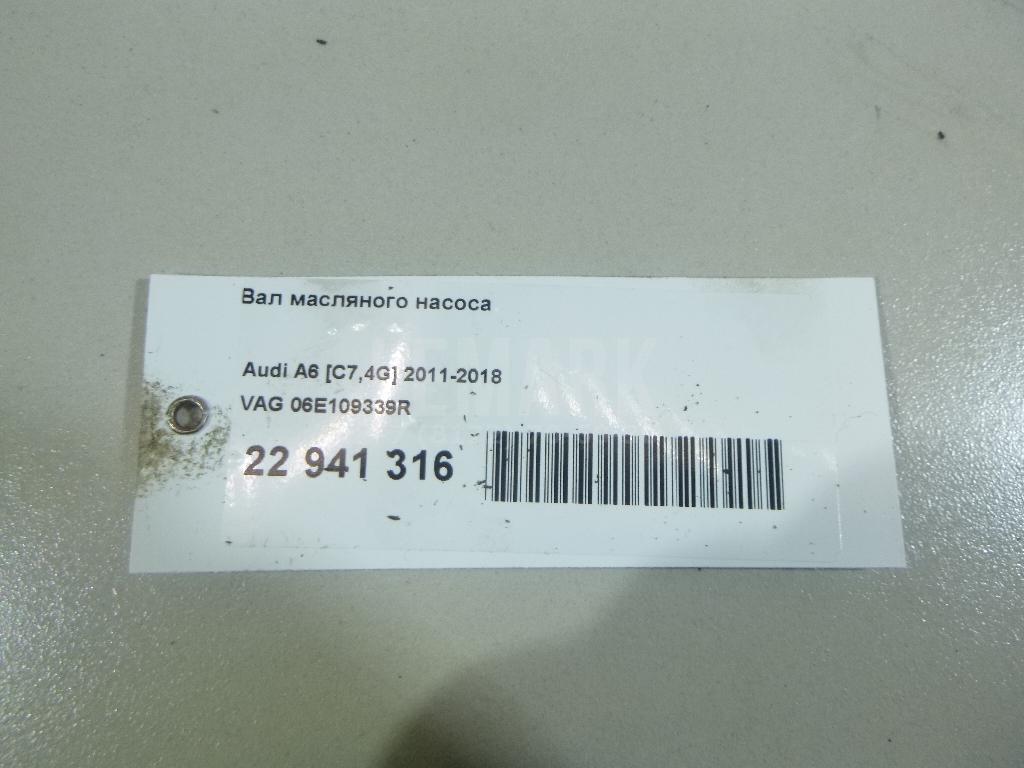 Вал масляного насоса
Audi A6 [C7,4G] 2011-2018
VAG 06E109339R
22 941 316